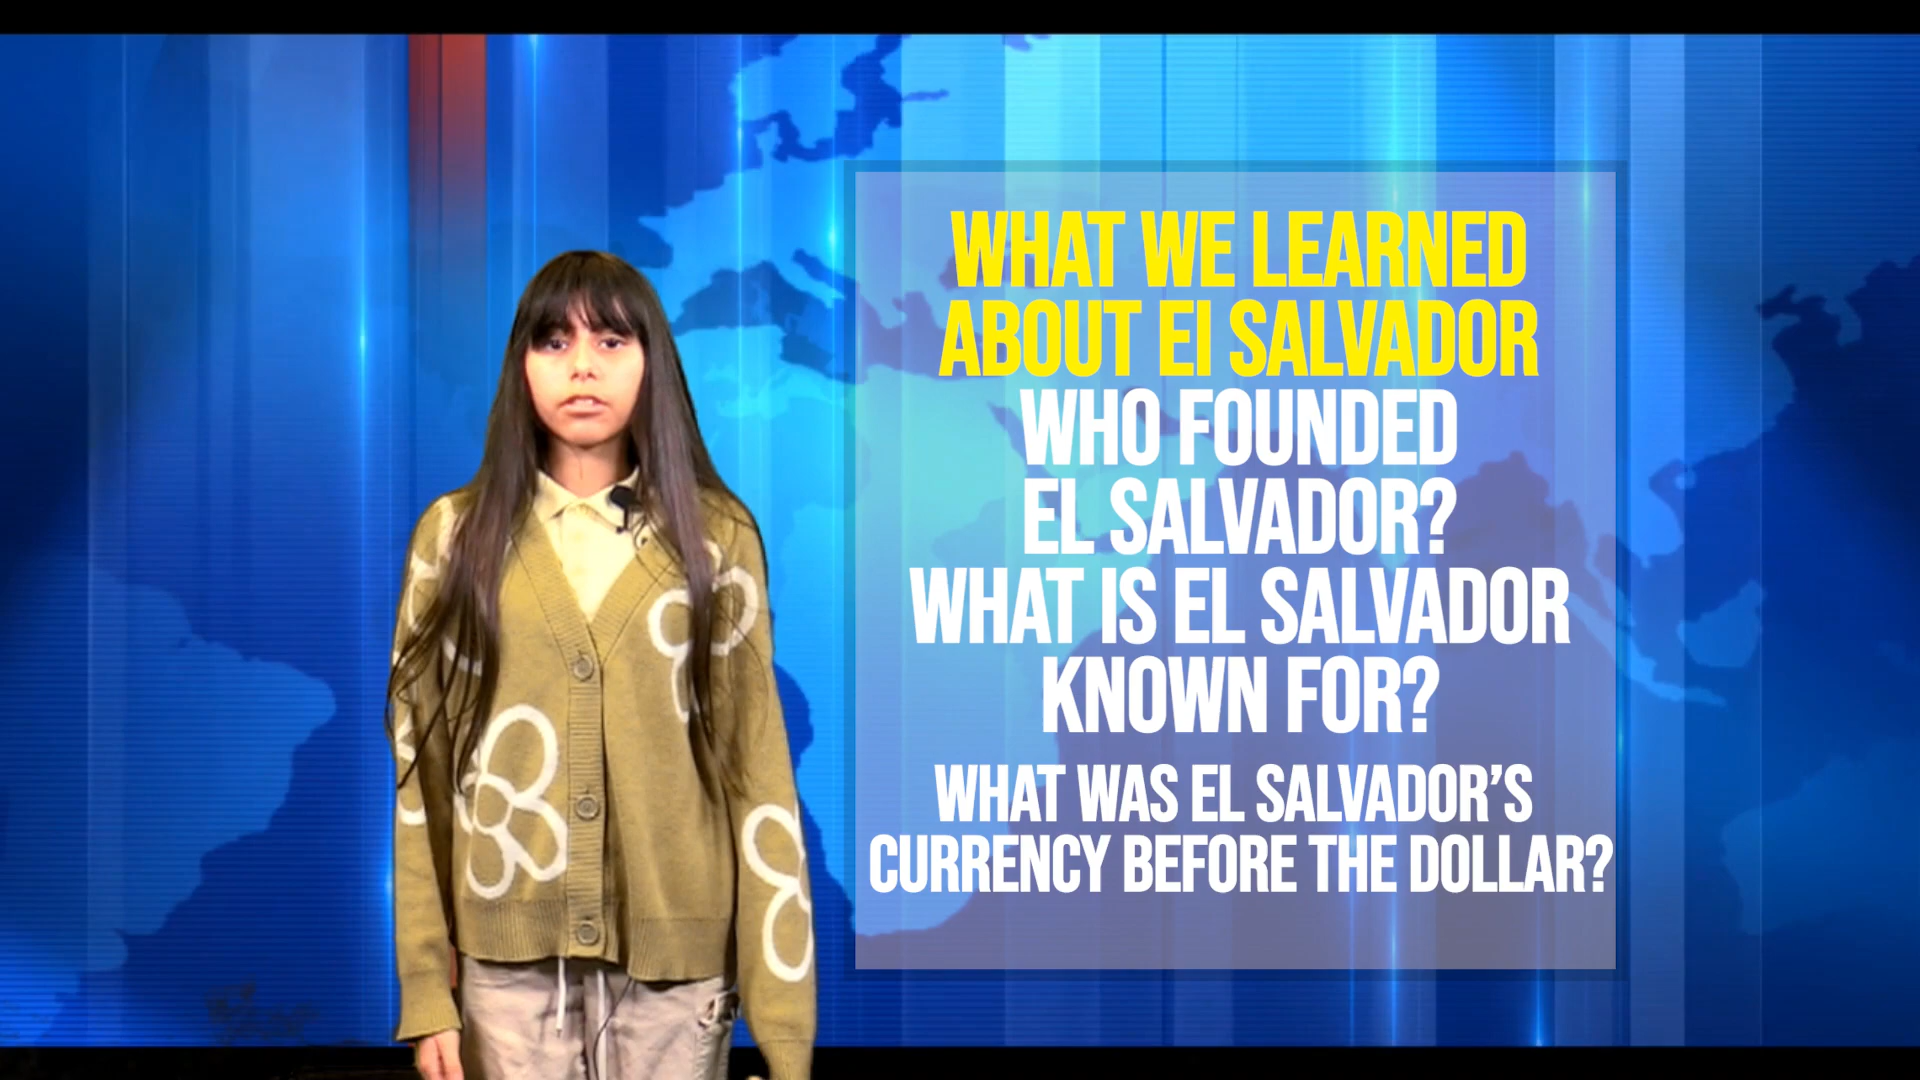 WHAT WE LEARNED
ABOUT El SALVADOR
WHO FOUNDED
EL SALVADOR?
WHAT IS EL SALVADOR
KNOWN FOR?
WHAT WAS EL SALVADOR’S
CURRENCY BEFORE THE DOLLAR?